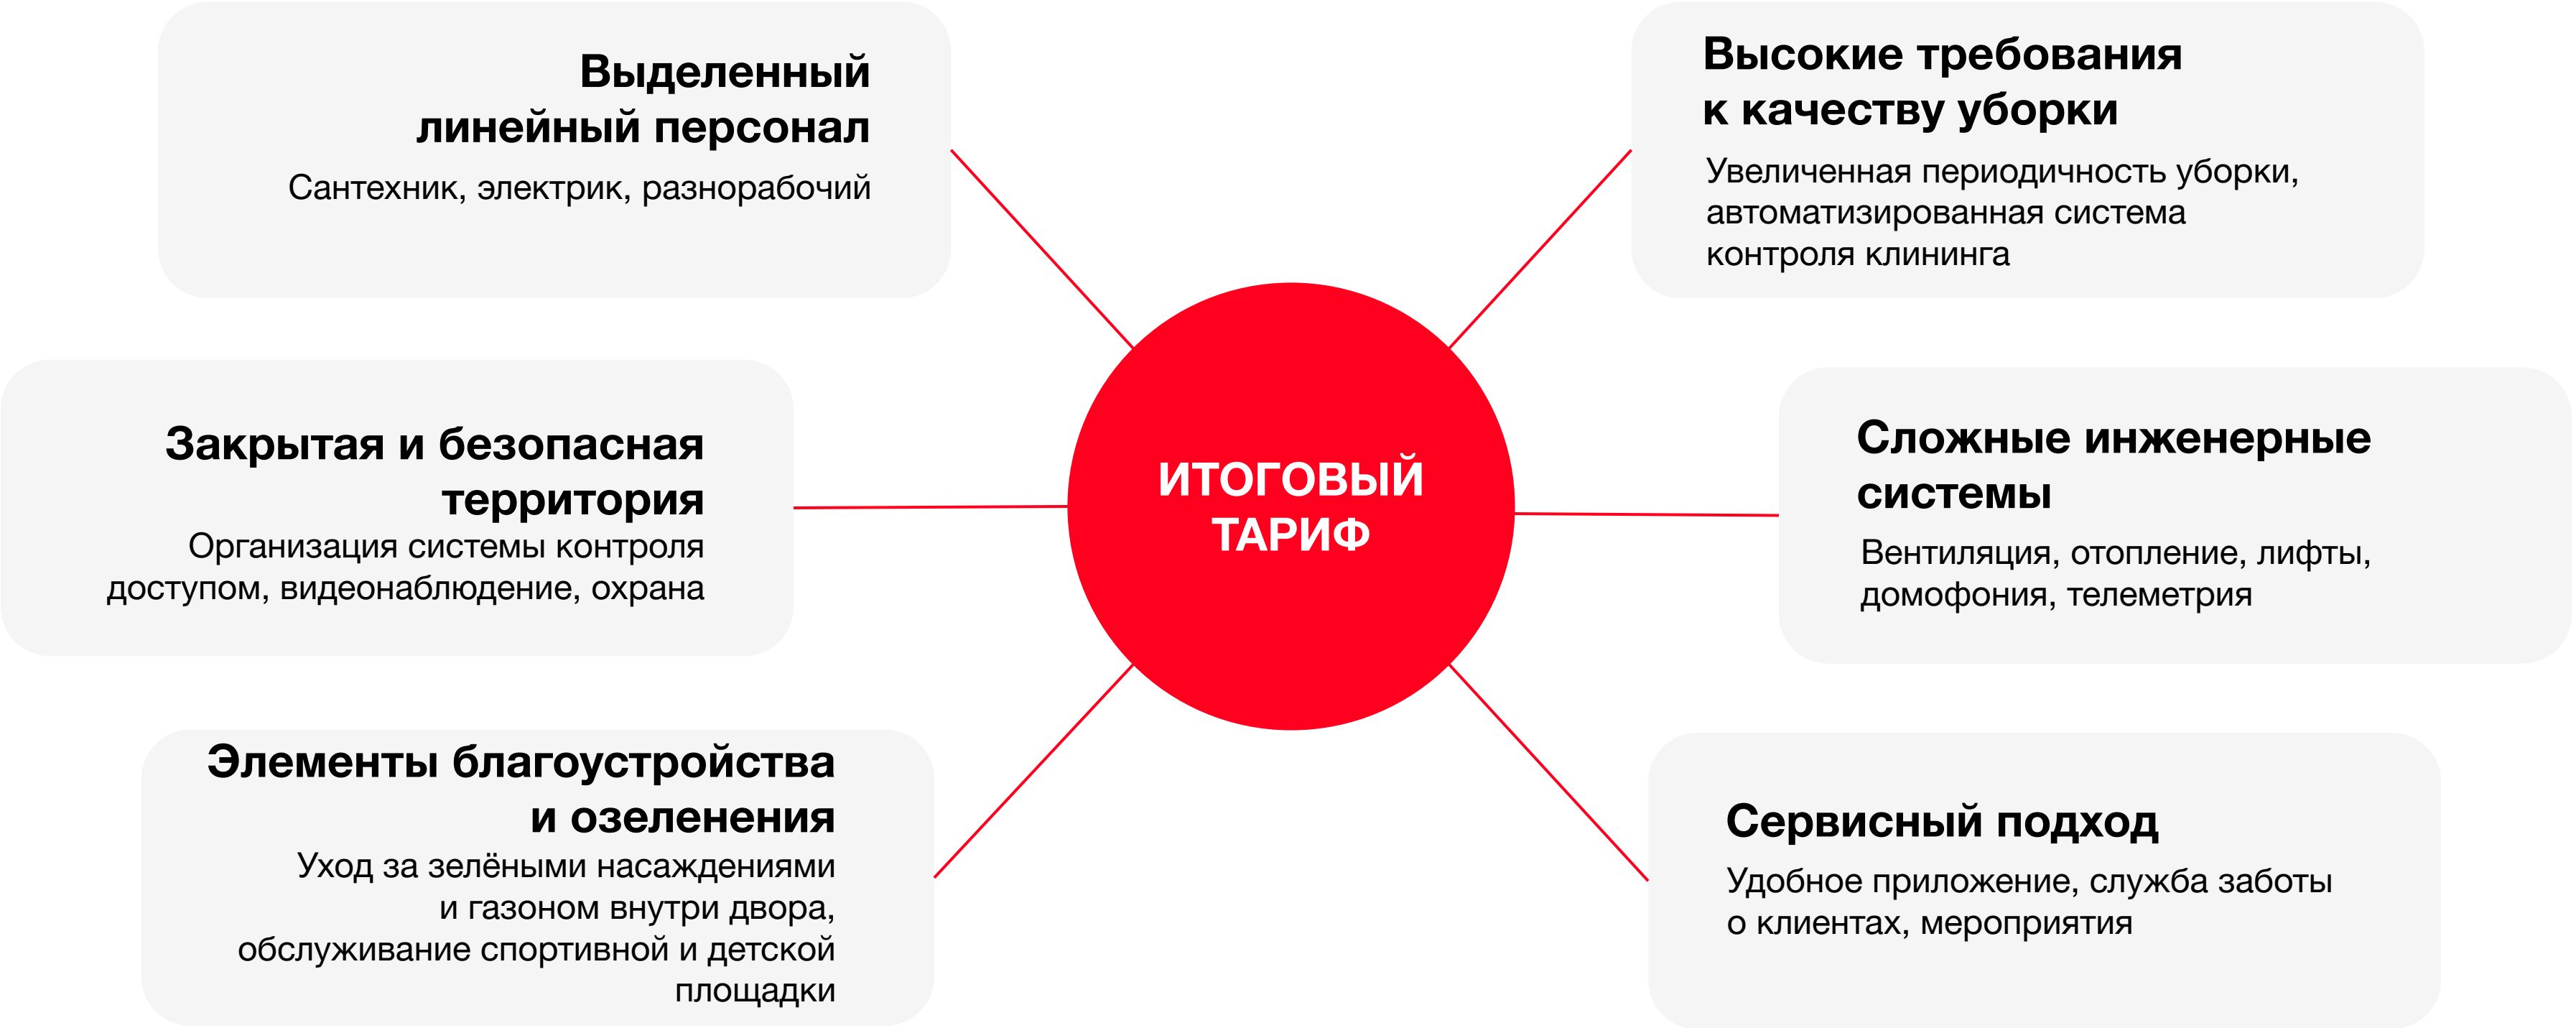 Выделенный
линейный персонал
Сантехник, электрик, разнорабочий
Закрытая и безопасная
территория
Организация системы контроля
доступом, видеонаблюдение, охрана
Элементы благоустройства
и озеленения
Уход за зелёными насаждениями
и газоном внутри двора,
обслуживание спортивной и детской
площадки
ИТОГОВЫЙ
ТАРИФ
Высокие требования
к качеству уборки
Увеличенная периодичность уборки,
автоматизированная система
контроля клининга
Сложные инженерные
системы
Вентиляция, отопление, лифты,
домофония, телеметрия
Сервисный подход
Удобное приложение, служба заботы
о клиентах, мероприятия